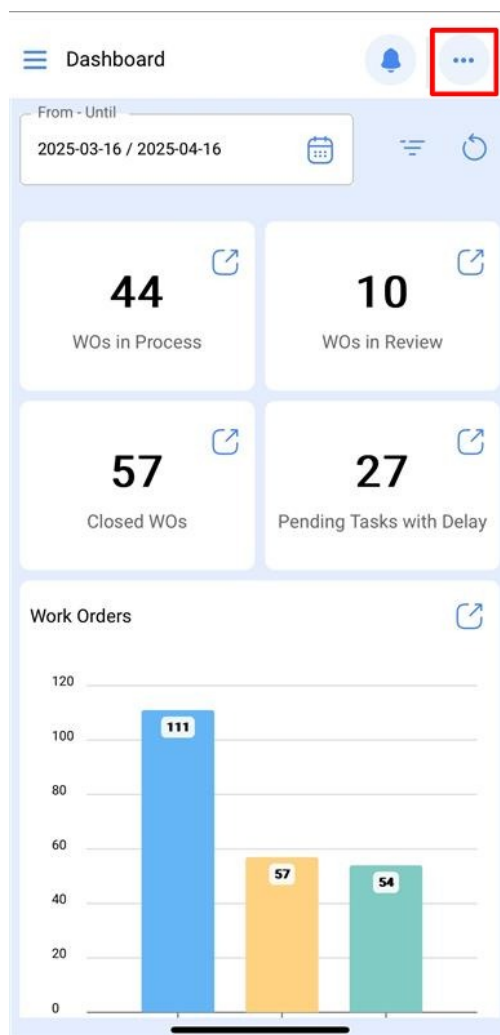 Dashboard
From - Until
2025-03-16 / 2025-04-16
44
WOs in Process
10
WOs in Review
57
Closed WOs
27
Pending Tasks with Delay
Work Orders
120
100
80
60
40
20
0
111
57
54